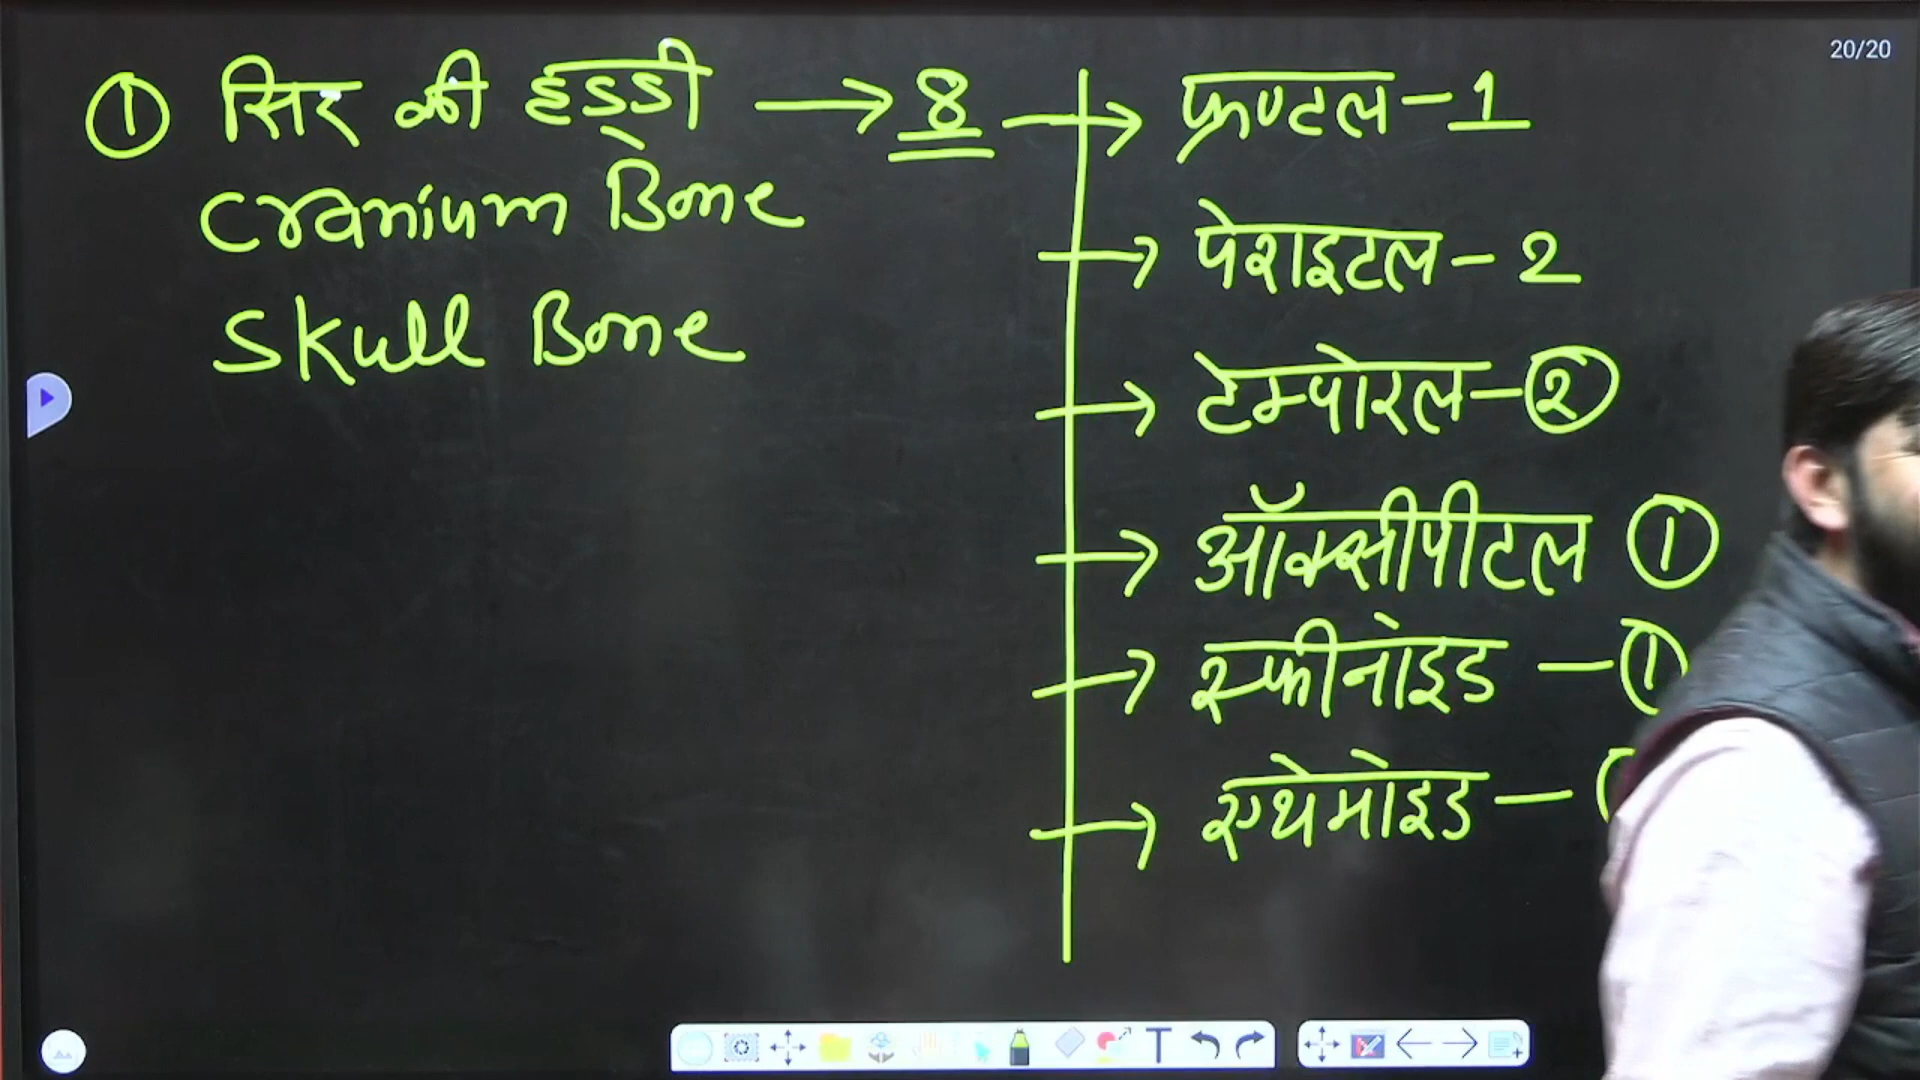 20/20
① सिर की हड्डी → 8 → फ्रण्टल - 1
Cranium Bone
→ पेराइटल - 2
Skull Bone
→ टेम्पोरल - ②
→ ऑक्सीपीटल ①
→ स्फीनोइड - ①
→ एथेमोइड -